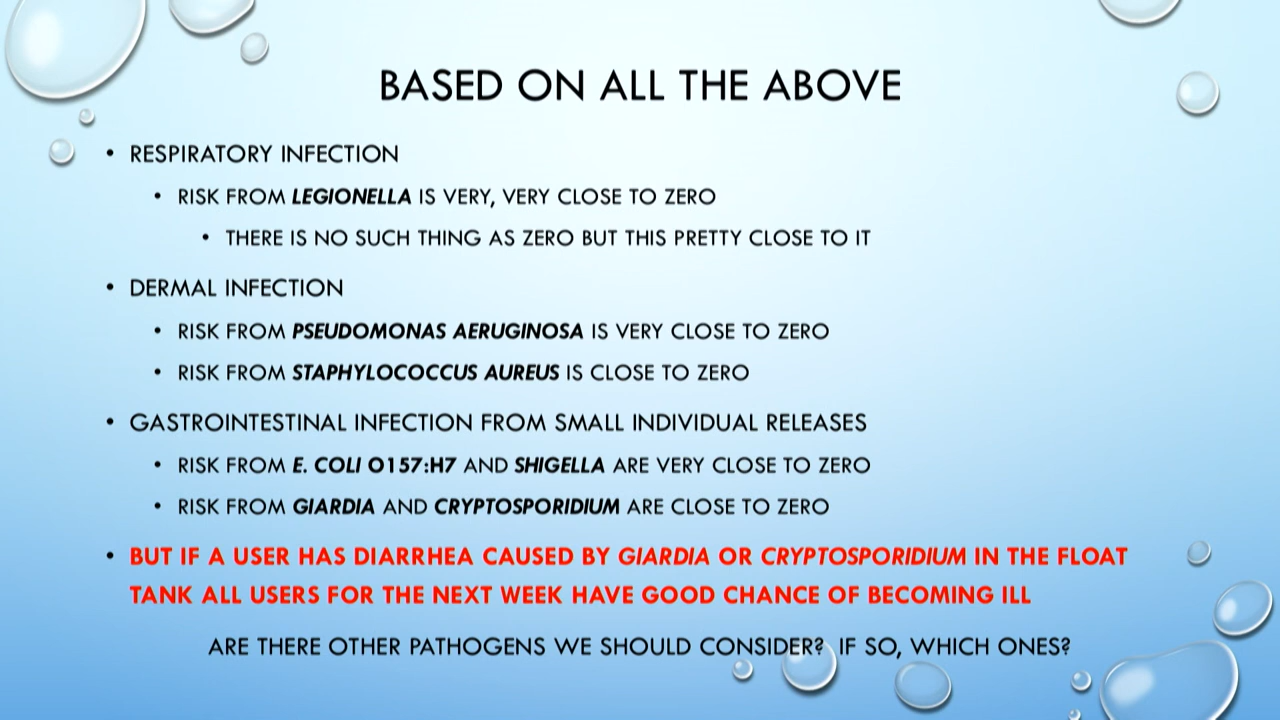 BASED ON ALL THE ABOVE
• RESPIRATORY INFECTION
• RISK FROM LEGIONELLA IS VERY, VERY CLOSE TO ZERO
• THERE IS NO SUCH THING AS ZERO BUT THIS PRETTY CLOSE TO IT
• DERMAL INFECTION
• RISK FROM PSEUDOMONAS AERUGINOSA IS VERY CLOSE TO ZERO
• RISK FROM STAPHYLOCOCCUS AUREUS IS CLOSE TO ZERO
• GASTROINTESTINAL INFECTION FROM SMALL INDIVIDUAL RELEASES
• RISK FROM E. COLI O157:H7 AND SHIGELLA ARE VERY CLOSE TO ZERO
• RISK FROM GIARDIA AND CRYPTOSPORIDIUM ARE CLOSE TO ZERO
• BUT IF A USER HAS DIARRHEA CAUSED BY GIARDIA OR CRYPTOSPORIDIUM IN THE FLOAT
TANK ALL USERS FOR THE NEXT WEEK HAVE GOOD CHANCE OF BECOMING ILL
ARE THERE OTHER PATHOGENS WE SHOULD CONSIDER? IF SO, WHICH ONES?